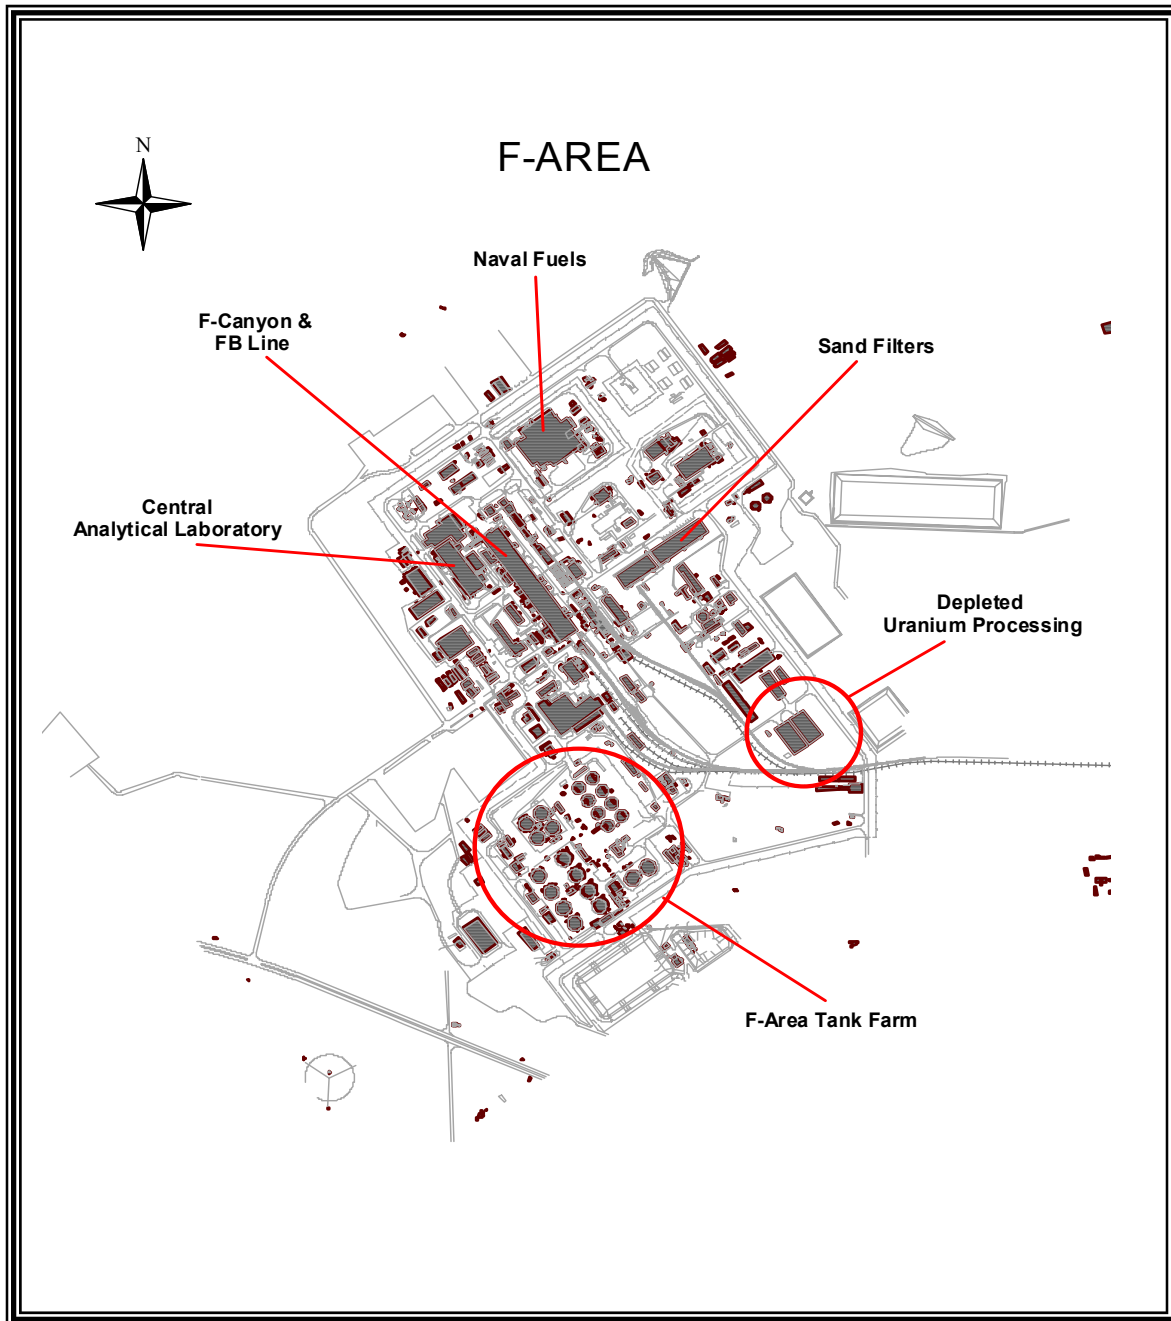 N
F-AREA
Naval Fuels
F-Canyon &
FB Line
Sand Filters
Central
Analytical Laboratory
Depleted
Uranium Processing
F-Area Tank Farm